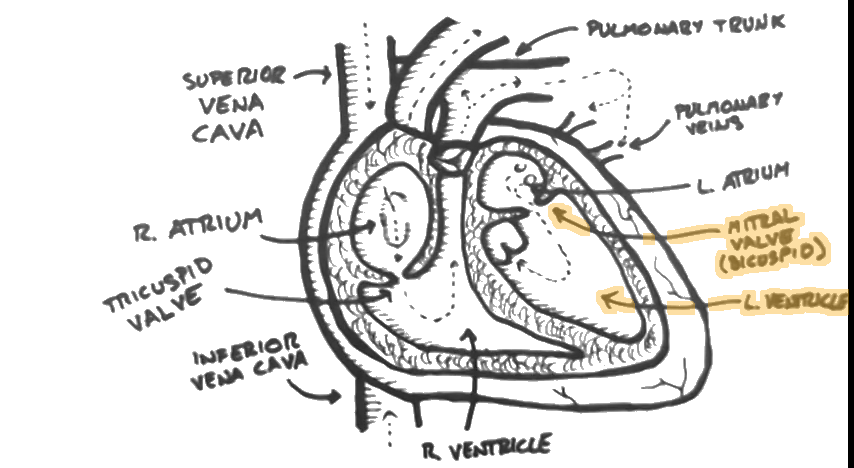 PULMONARY TRUNK
SUPERIOR
VENA
CAVA
PULMONARY
VEINS
L. ATRIUM
R. ATRIUM
MITRAL
VALVE
(BICUSPID)
TRICUSPID
VALVE
L. VENTRICLE
INFERIOR
VENA CAVA
R VENTRICLE